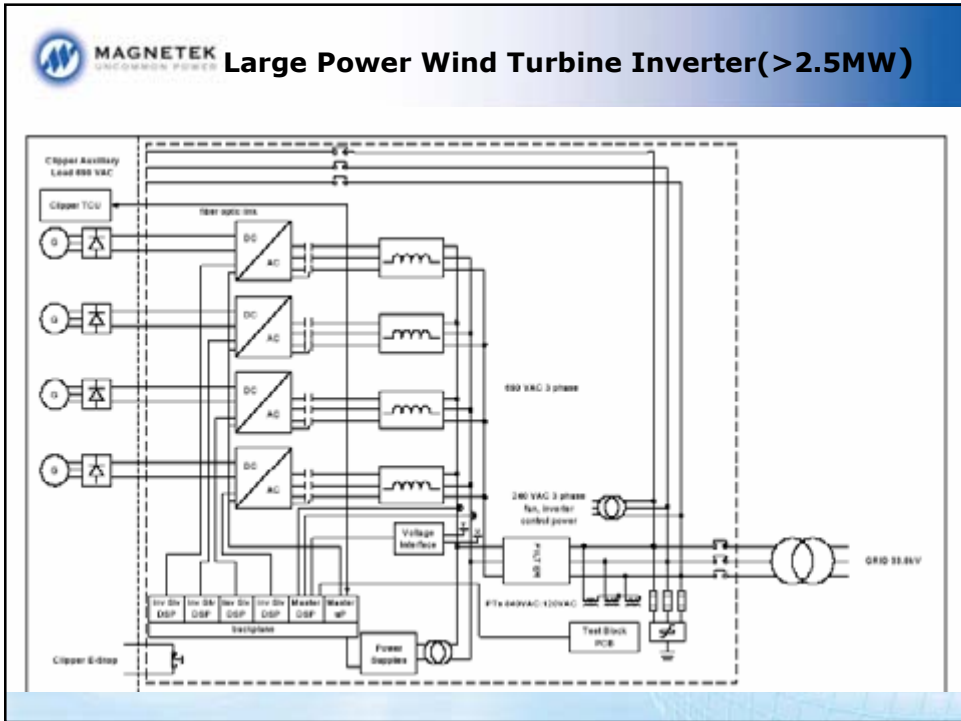 MAGNETEK
UNCOMMON POWER
Large Power Wind Turbine Inverter(>2.5MW)
Clipper Auxiliary
Load 690 VAC
Clipper TCU
fiber optic link
G
DC
AC
G
DC
AC
G
DC
AC
G
DC
AC
690 VAC 3 phase
240 VAC 3 phase
fan, inverter
control power
Voltage
Interface
FILTER
GRID
PTs 640VAC:120VAC
Inv Slv
DSP
Inv Slv
DSP
Inv Slv
DSP
Inv Slv
DSP
Master
DSP
Master
uP
backplane
Test Block
PCB
Power
Supplies
Clipper E-Stop